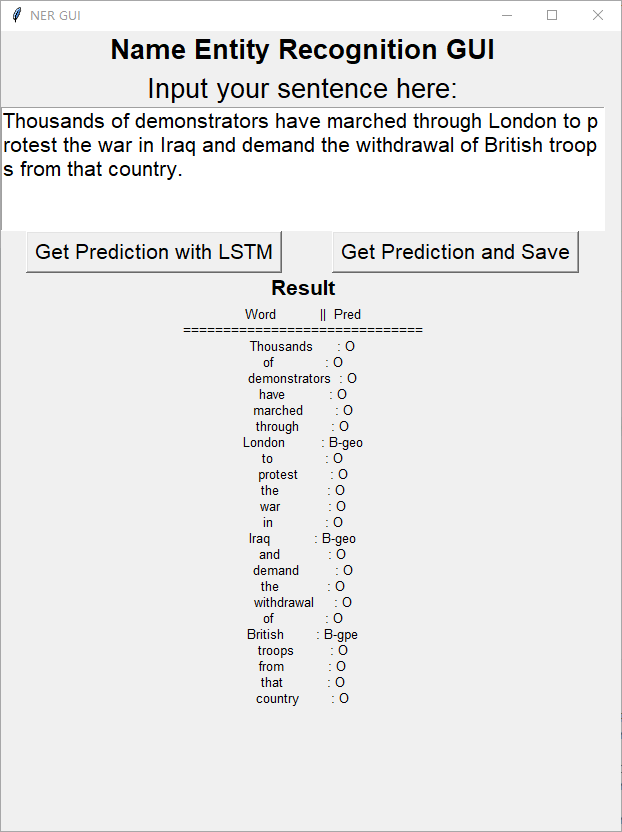 NER GUI
Name Entity Recognition GUI
Input your sentence here:
Thousands of demonstrators have marched through London to p
rotest the war in Iraq and demand the withdrawal of British troop
s from that country.
Get Prediction with LSTM Get Prediction and Save
Result
Word || Pred
==============================
Thousands : O
of : O
demonstrators : O
have : O
marched : O
through : O
London : B-geo
to : O
protest : O
the : O
war : O
in : O
Iraq : B-geo
and : O
demand : O
the : O
withdrawal : O
of : O
British : B-gpe
troops : O
from : O
that : O
country : O